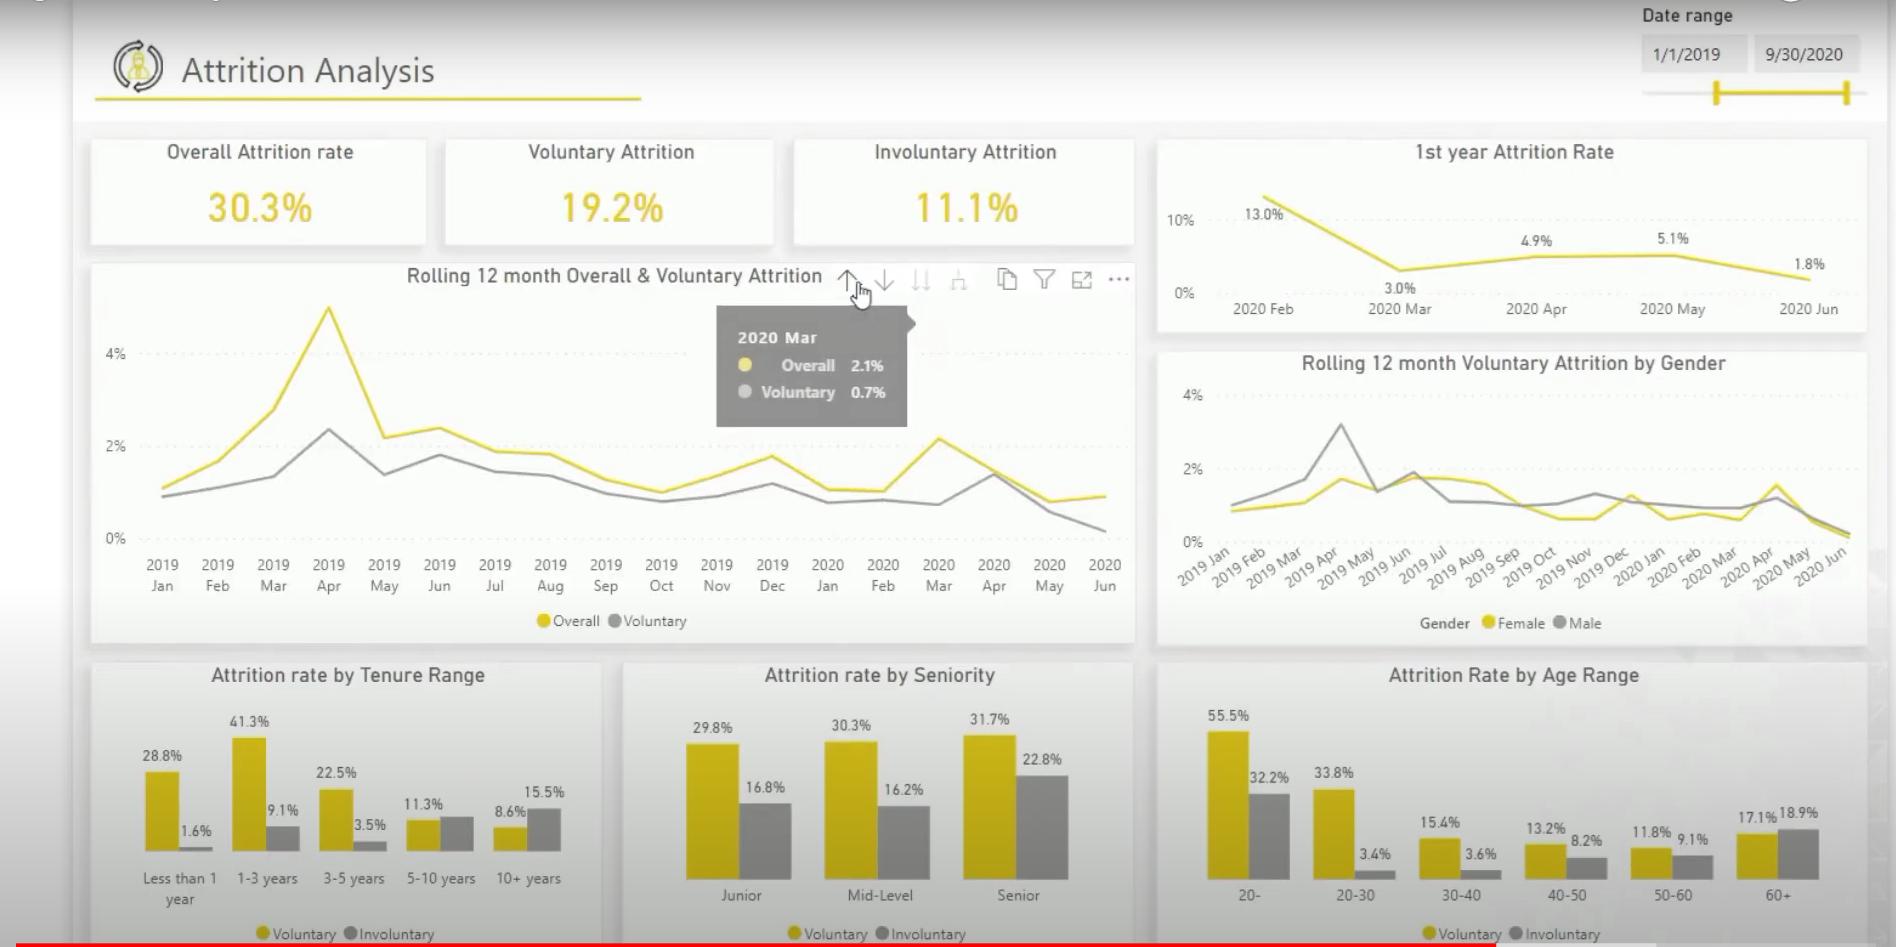 Date range
1/1/2019
9/30/2020
Attrition Analysis
Overall Attrition rate
30.3%
Voluntary Attrition
19.2%
Involuntary Attrition
11.1%
1st year Attrition Rate
10%
0%
13.0%
3.0%
4.9%
5.1%
1.8%
2020 Feb
2020 Mar
2020 Apr
2020 May
2020 Jun
Rolling 12 month Overall & Voluntary Attrition
2020 Mar
Overall 2.1%
Voluntary 0.7%
4%
2%
0%
2019 Jan
2019 Feb
2019 Mar
2019 Apr
2019 May
2019 Jun
2019 Jul
2019 Aug
2019 Sep
2019 Oct
2019 Nov
2019 Dec
2020 Jan
2020 Feb
2020 Mar
2020 Apr
2020 May
2020 Jun
Overall Voluntary
Rolling 12 month Voluntary Attrition by Gender
4%
2%
0%
2019 Jan
2019 Feb
2019 Mar
2019 Apr
2019 May
2019 Jun
2019 Jul
2019 Aug
2019 Sep
2019 Oct
2019 Nov
2019 Dec
2020 Jan
2020 Feb
2020 Mar
2020 Apr
2020 May
2020 Jun
Gender Female Male
Attrition rate by Tenure Range
28.8%
1.6%
41.3%
9.1%
22.5%
3.5%
11.3%
8.6%
15.5%
Less than 1
year
1-3 years
3-5 years
5-10 years
10+ years
Voluntary Involuntary
Attrition rate by Seniority
29.8%
16.8%
30.3%
16.2%
31.7%
22.8%
Junior
Mid-Level
Senior
Voluntary Involuntary
Attrition Rate by Age Range
55.5%
32.2%
33.8%
3.4%
15.4%
3.6%
13.2%
8.2%
11.8%
9.1%
17.1%
18.9%
20-
20-30
30-40
40-50
50-60
60+
Voluntary Involuntary